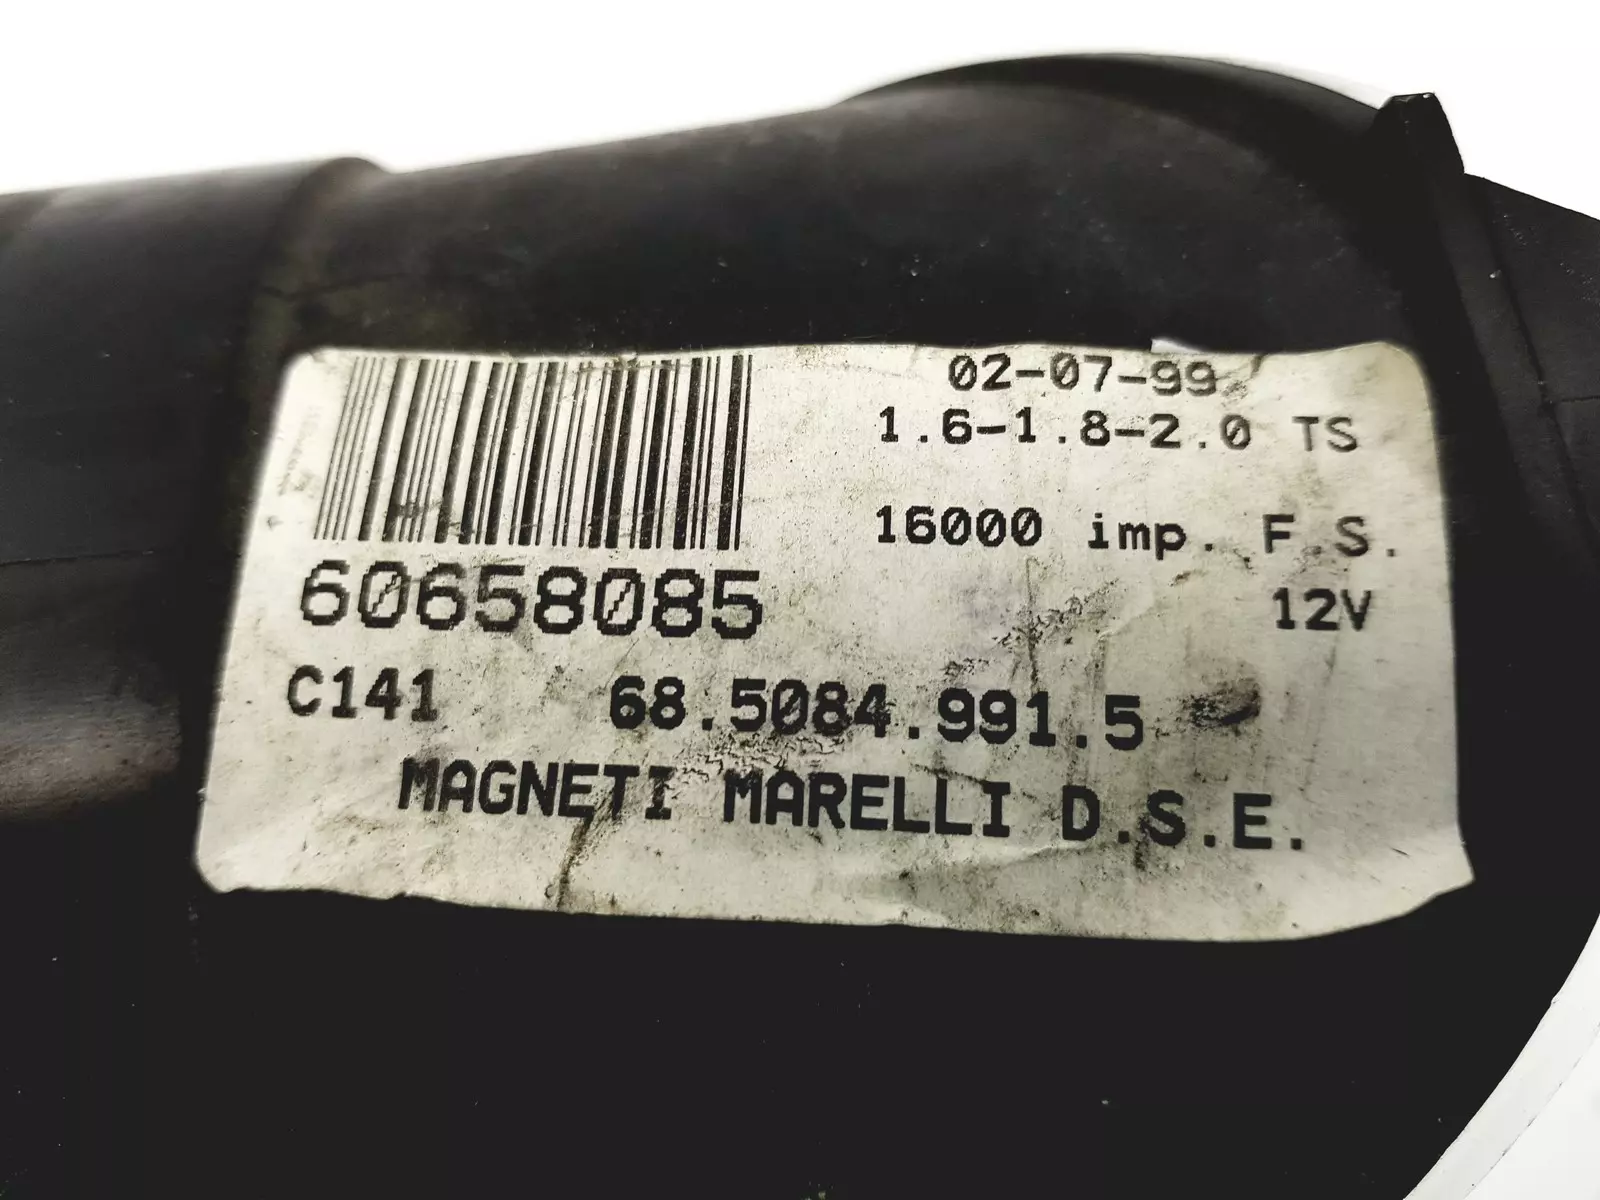 02-07-99
1.6-1.8-2.0 TS
16000 imp. F.S.
12V
60658085
C141 68.5084.991.5
MAGNETI MARELLI D.S.E.